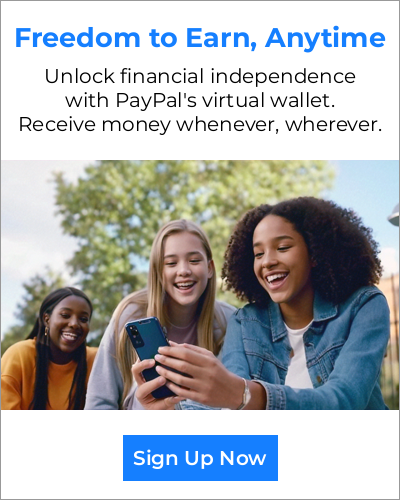 Freedom to Earn, Anytime
Unlock financial independence
with PayPal's virtual wallet.
Receive money whenever, wherever.
Sign Up Now